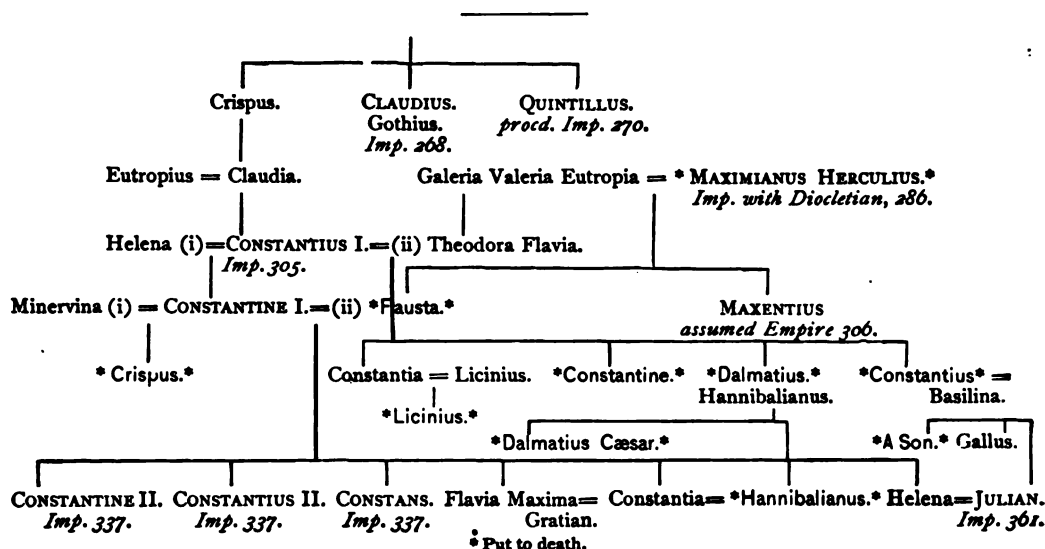 Crispus. CLAUDIUS. QUINTILLUS.
Gothius. procd. Imp. 270.
Imp. 268.
Eutropius = Claudia. Galeria Valeria Eutropia = * MAXIMIANUS HERCULIUS.*
Imp. with Diocletian, 286.
Helena (i)=CONSTANTIUS I.=(ii) Theodora Flavia.
Imp. 305.
Minervina (i) = CONSTANTINE I.=(ii) *Fausta.* MAXENTIUS
assumed Empire 306.
* Crispus.* Constantia = Licinius. *Constantine.* *Dalmatius.* *Constantius* =
Hannibalianus. Basilina.
*Licinius.*
*Dalmatius Cæsar.* *A Son.* Gallus.
CONSTANTINE II. CONSTANTIUS II. CONSTANS. Flavia Maxima= Constantia= *Hannibalianus.* Helena=JULIAN.
Imp. 337. Imp. 337. Imp. 337. Gratian. Imp. 361.
* Put to death.